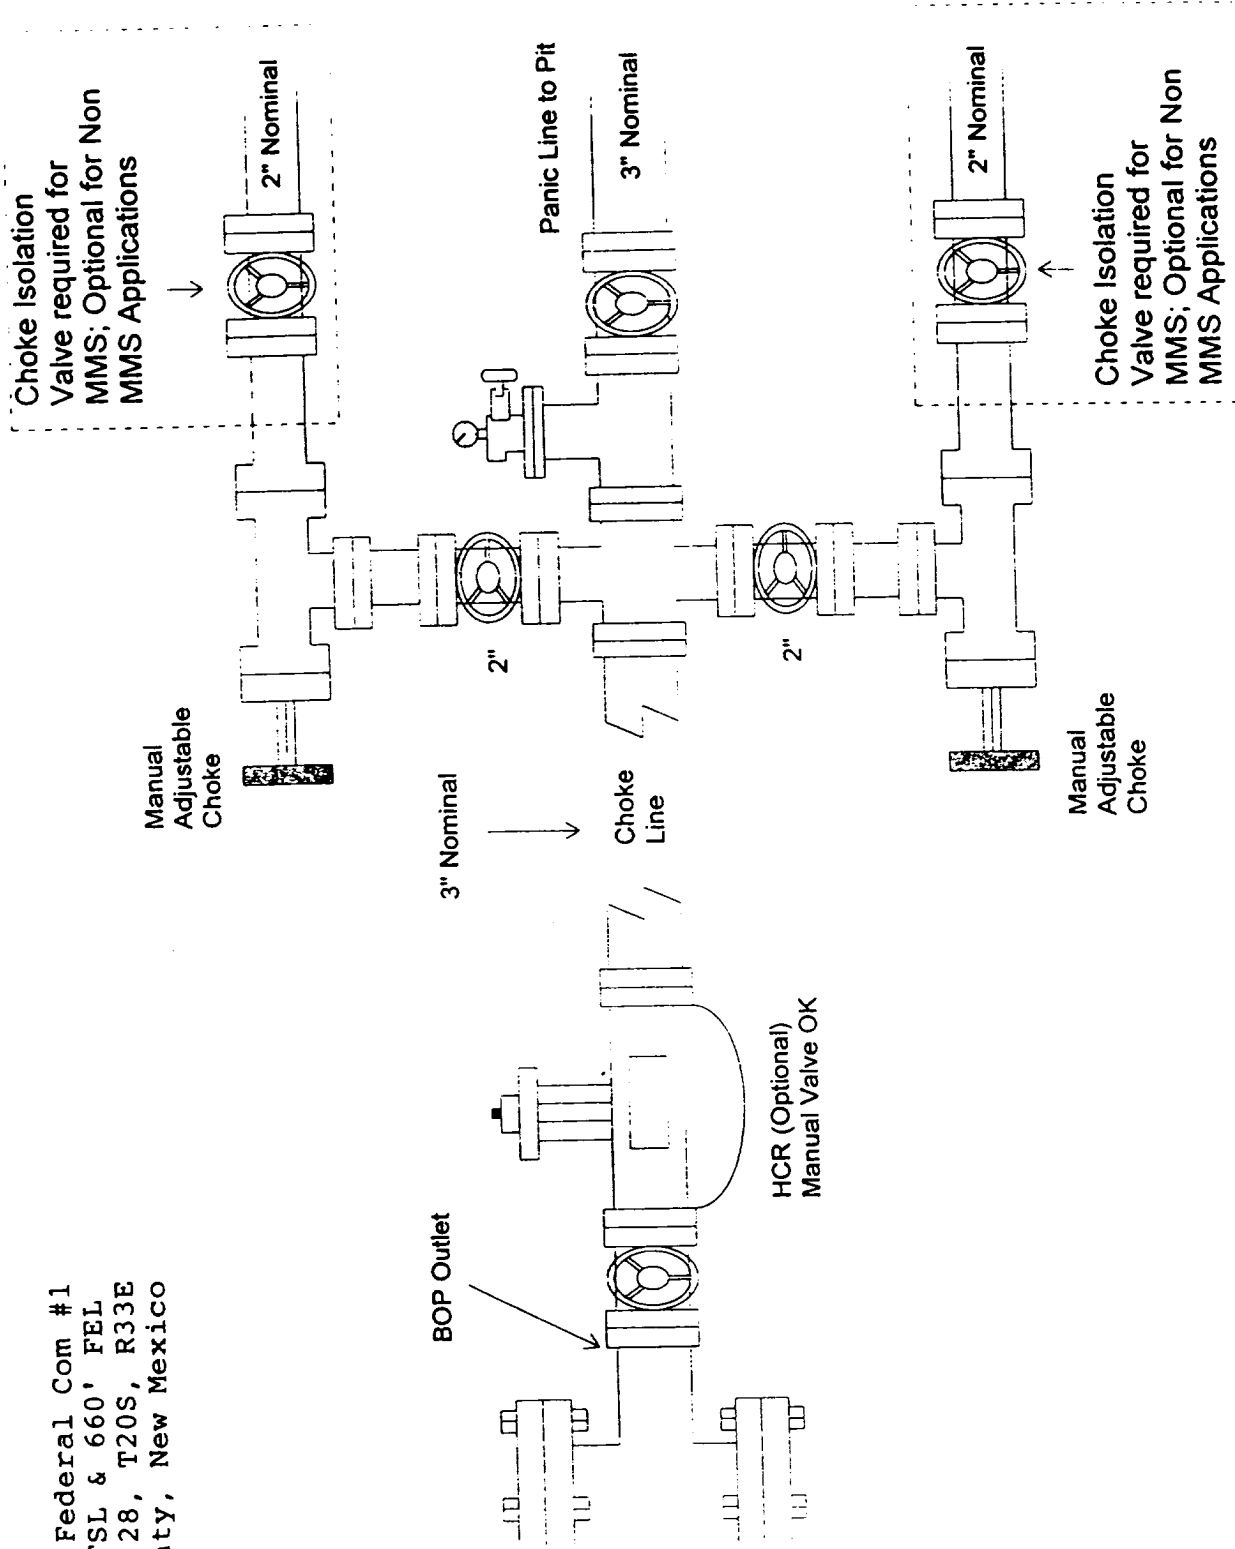 Federal Com #1
FSL & 660' FEL
28, T20S, R33E
nty, New Mexico
Choke Isolation
Valve required for
MMS; Optional for Non
MMS Applications
2" Nominal
Panic Line to Pit
3" Nominal
2" Nominal
Choke Isolation
Valve required for
MMS; Optional for Non
MMS Applications
Manual
Adjustable
Choke
2"
2"
3" Nominal
Choke
Line
Manual
Adjustable
Choke
BOP Outlet
HCR (Optional)
Manual Valve OK